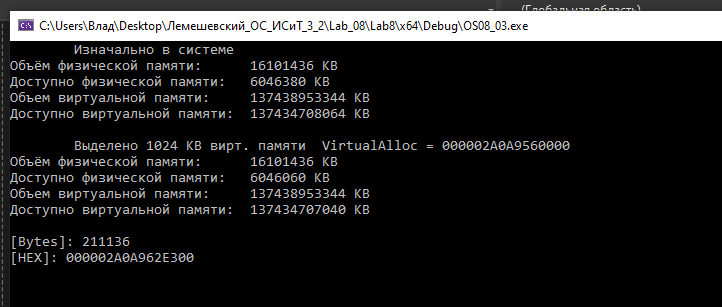 (Глобальная область)
C:\Users\Влад\Desktop\Лемешевский_ОС_ИСиТ_3_2\Lab_08\Lab8\x64\Debug\OS08_03.exe
Изначально в системе
Объём физической памяти: 16101436 KB
Доступно физической памяти: 6046380 KB
Объем виртуальной памяти: 137438953344 KB
Доступно виртуальной памяти: 137434708064 KB
Выделено 1024 KB вирт. памяти VirtualAlloc = 000002A0A9560000
Объём физической памяти: 16101436 KB
Доступно физической памяти: 6046060 KB
Объем виртуальной памяти: 137438953344 KB
Доступно виртуальной памяти: 137434707040 KB
[Bytes]: 211136
[HEX]: 000002A0A962E300